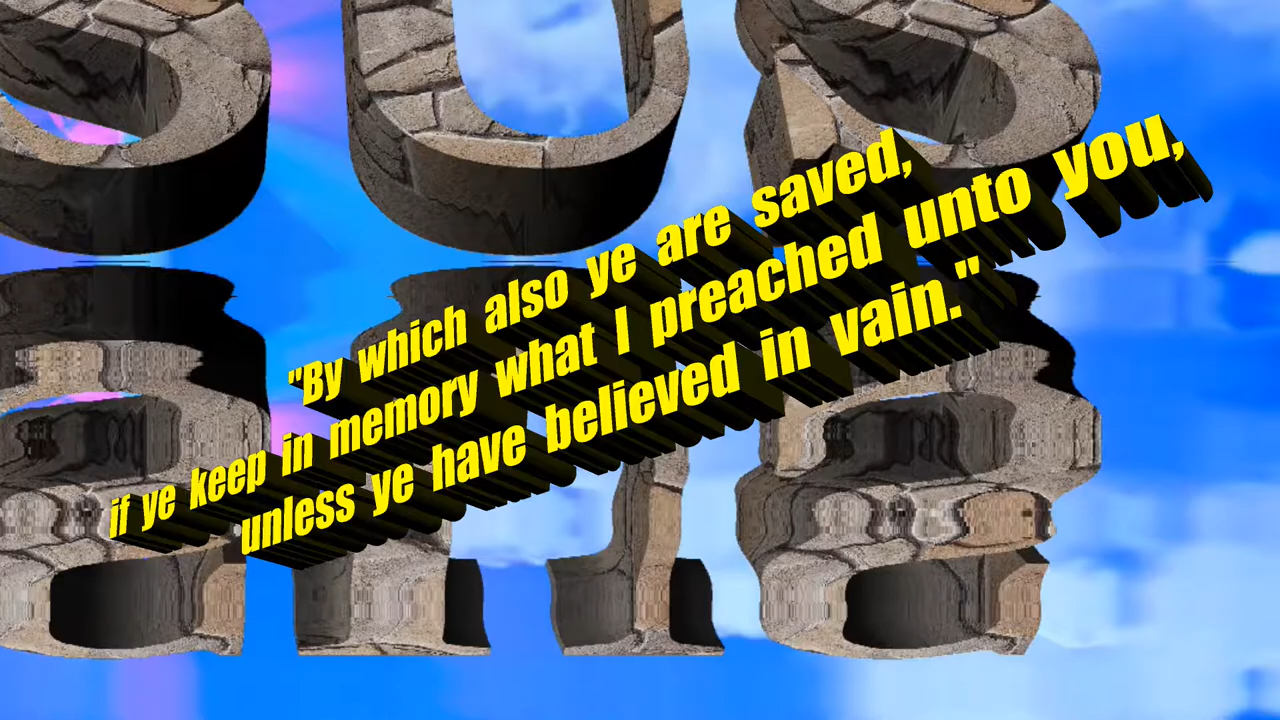 "By which also ye are saved,
if ye keep in memory what I preached unto you,
unless ye have believed in vain."